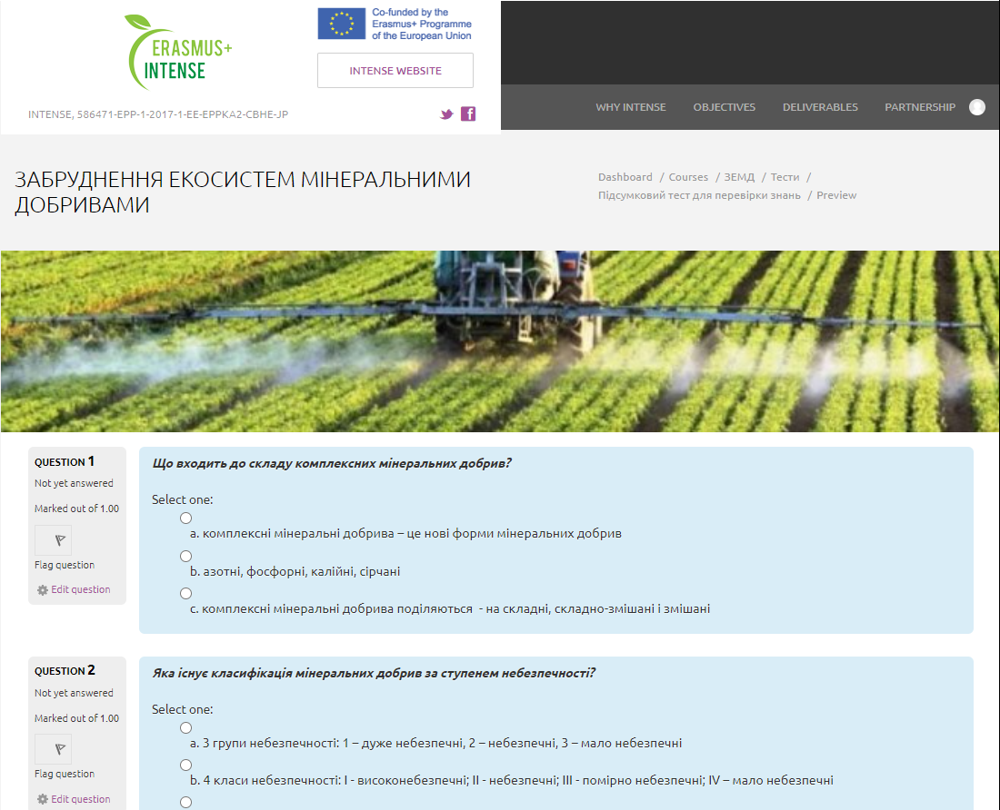 ERASMUS+
INTENSE
Co-funded by the
Erasmus+ Programme
of the European Union
INTENSE WEBSITE
INTENSE, 586471-EPP-1-2017-1-EE-EPPKA2-CBHE-JP
WHY INTENSE
OBJECTIVES
DELIVERABLES
PARTNERSHIP
ЗАБРУДНЕННЯ ЕКОСИСТЕМ МІНЕРАЛЬНИМИ
ДОБРИВАМИ
Dashboard / Courses / ЗЕМД / Тести /
Підсумковий тест для перевірки знань / Preview
QUESTION 1
Not yet answered
Marked out of 1.00
Flag question
Edit question
Що входить до складу комплексних мінеральних добрив?
Select one:
a. комплексні мінеральні добрива – це нові форми мінеральних добрив
b. азотні, фосфорні, калійні, сірчані
c. комплексні мінеральні добрива поділяються - на складні, складно-змішані і змішані
QUESTION 2
Not yet answered
Marked out of 1.00
Flag question
Edit question
Яка існує класифікація мінеральних добрив за ступенем небезпечності?
Select one:
a. 3 групи небезпечності: 1 – дуже небезпечні, 2 – небезпечні, 3 – мало небезпечні
b. 4 класи небезпечності: I - високонебезпечні; II - небезпечні; III - помірно небезпечні; IV – мало небезпечні